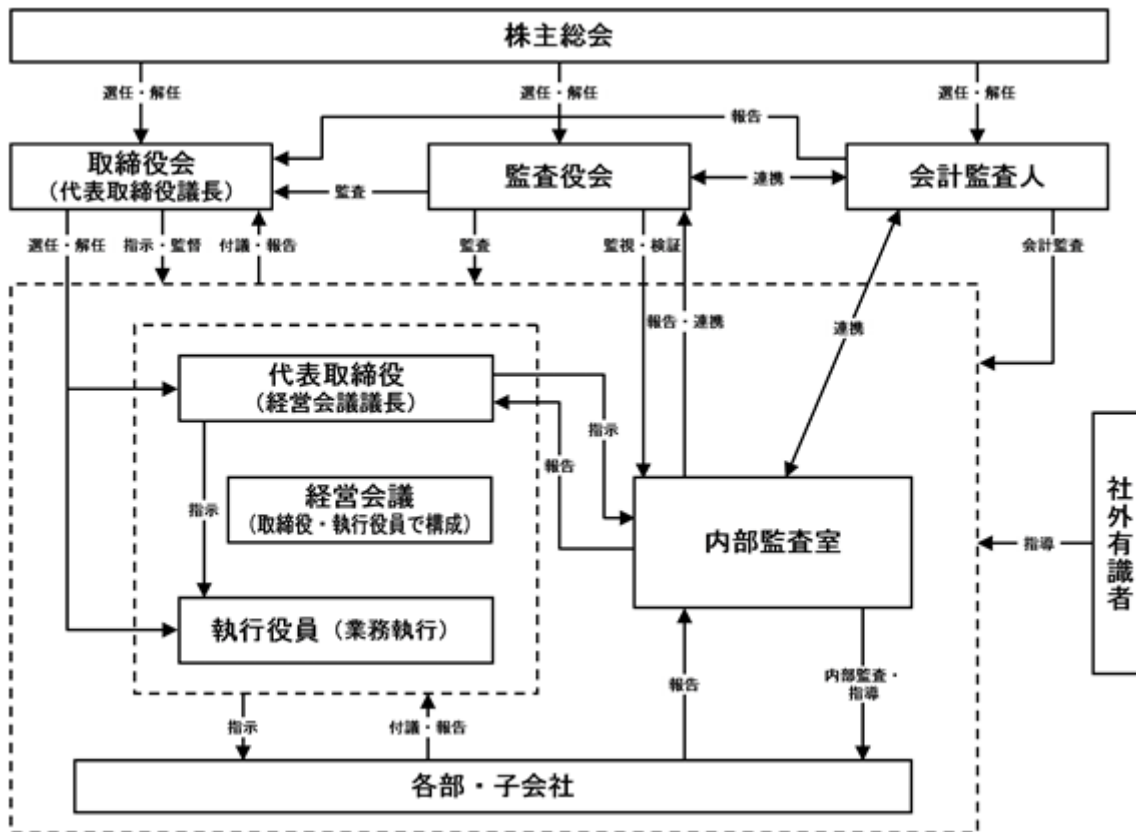 株主総会
選任・解任
選任・解任
選任・解任
報告
取締役会
（代表取締役議長）
監査
監査役会
連携
会計監査人
選任・解任
指示・監督
付議・報告
監査
監視・検証
会計監査
報告・連携
連携
代表取締役
（経営会議議長）
指示
報告
経営会議
（取締役・執行役員で構成）
指示
内部監査室
指導
社外有識者
執行役員（業務執行）
報告
内部監査・
指導
指示
付議・報告
各部・子会社